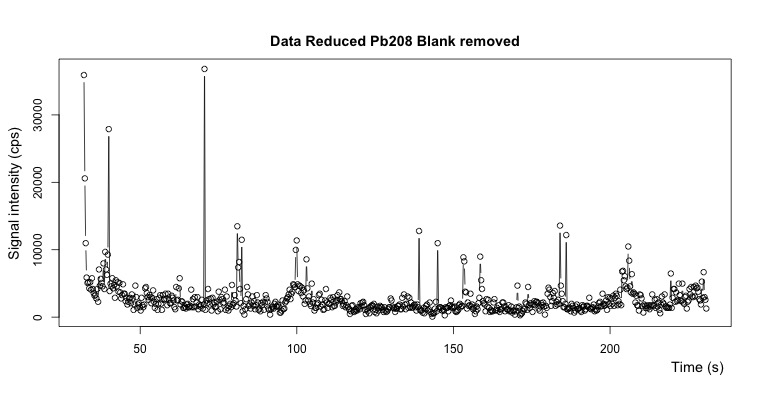 Data Reduced Pb208 Blank removed
Signal intensity (cps)
30000
20000
10000
0
50 100 150 200
Time (s)